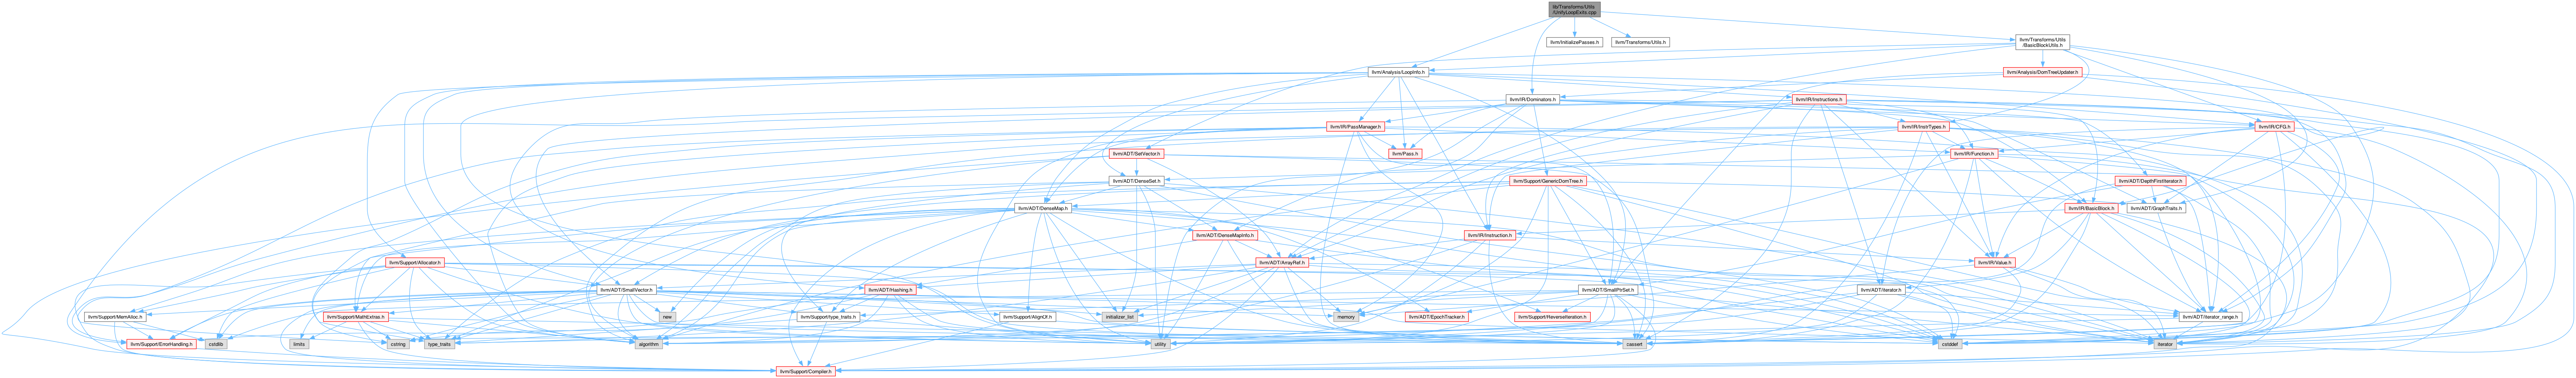 lib/Transforms/Utils
/UnifyLoopExits.cpp
llvm/InitializePasses.h
llvm/Transforms/Utils.h
llvm/Transforms/Utils
/BasicBlockUtils.h
llvm/Analysis/LoopInfo.h
llvm/Analysis/DomTreeUpdater.h
llvm/IR/Dominators.h
llvm/IR/Instructions.h
llvm/IR/PassManager.h
llvm/IR/InstrTypes.h
llvm/IR/CFG.h
llvm/ADT/SetVector.h
llvm/Pass.h
llvm/IR/Function.h
llvm/ADT/DenseSet.h
llvm/Support/GenericDomTree.h
llvm/ADT/DepthFirstIterator.h
llvm/ADT/DenseMap.h
llvm/IR/BasicBlock.h
llvm/ADT/GraphTraits.h
llvm/ADT/DenseMapInfo.h
llvm/IR/Instruction.h
llvm/Support/Allocator.h
llvm/ADT/ArrayRef.h
llvm/IR/Value.h
llvm/ADT/SmallVector.h
llvm/ADT/Hashing.h
llvm/ADT/SmallPtrSet.h
llvm/ADT/iterator.h
llvm/Support/MemAlloc.h
llvm/Support/MathExtras.h
new
llvm/Support/type_traits.h
llvm/Support/AlignOf.h
initializer_list
memory
llvm/ADT/EpochTracker.h
llvm/Support/ReverseIteration.h
llvm/ADT/iterator_range.h
llvm/Support/ErrorHandling.h
cstdlib
limits
cstring
type_traits
algorithm
utility
cassert
cstddef
iterator
llvm/Support/Compiler.h